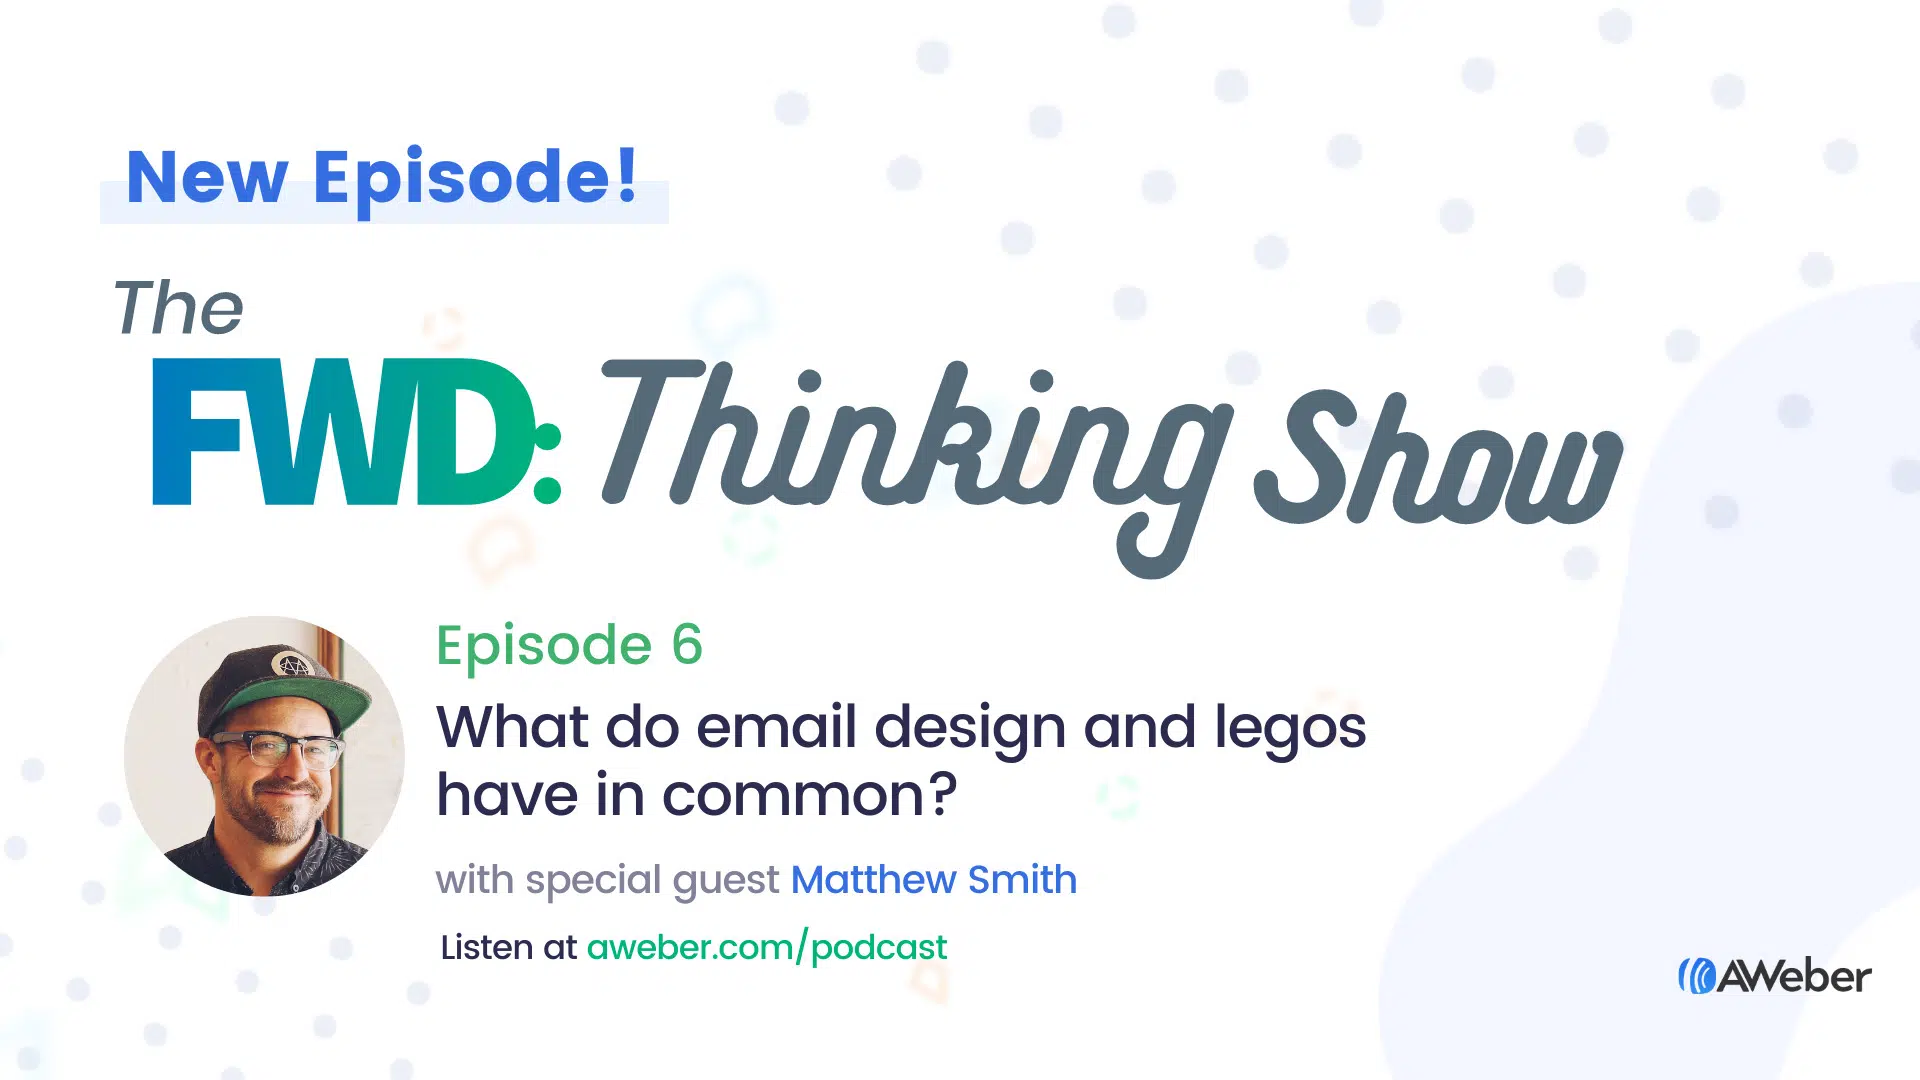 New Episode!
The
FWD: Thinking Show
Episode 6
What do email design and legos
have in common?
with special guest Matthew Smith
Listen at aweber.com/podcast
AWeber